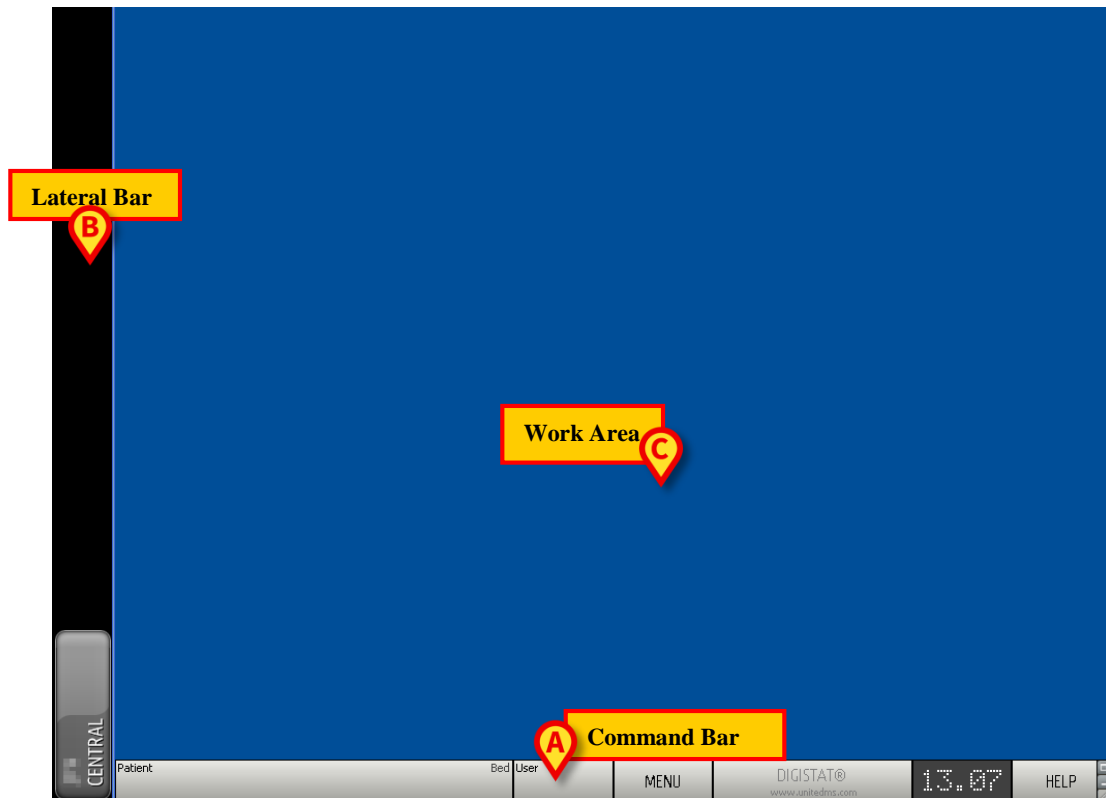 Lateral Bar
B
Work Area
C
CENTRAL
Command Bar
A
Patient
Bed
User
MENU
DIGISTAT®
www.unitedms.com
13.07
HELP